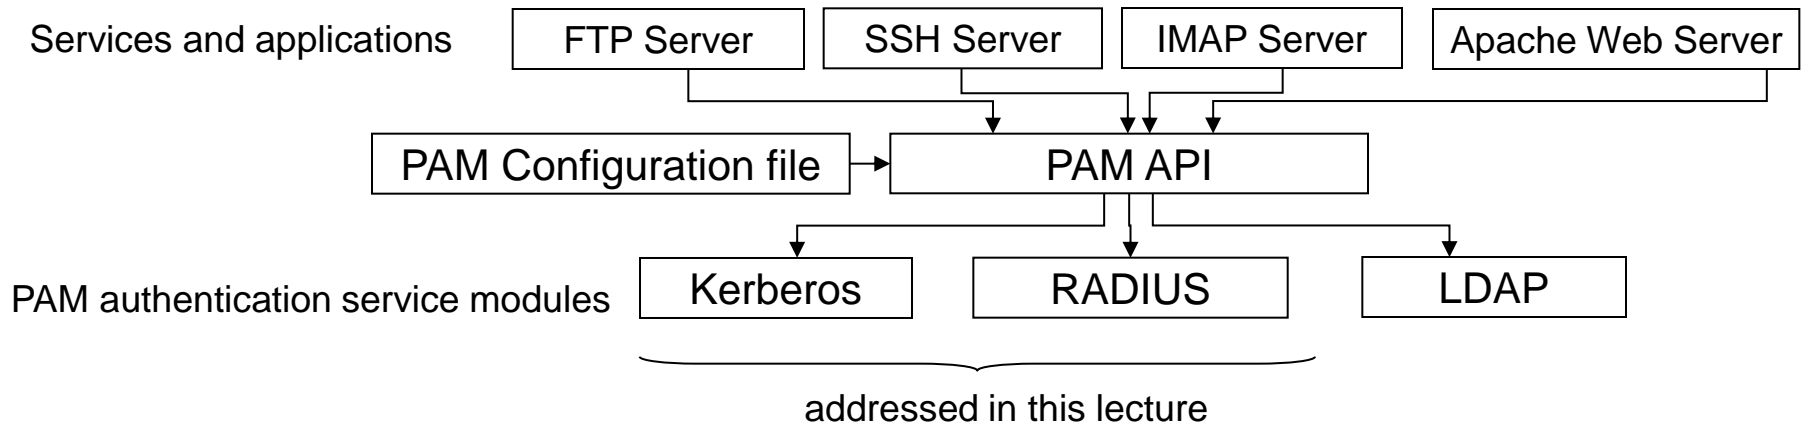 Services and applications
FTP Server
SSH Server
IMAP Server
Apache Web Server
PAM Configuration file
PAM API
PAM authentication service modules
Kerberos
RADIUS
LDAP
addressed in this lecture